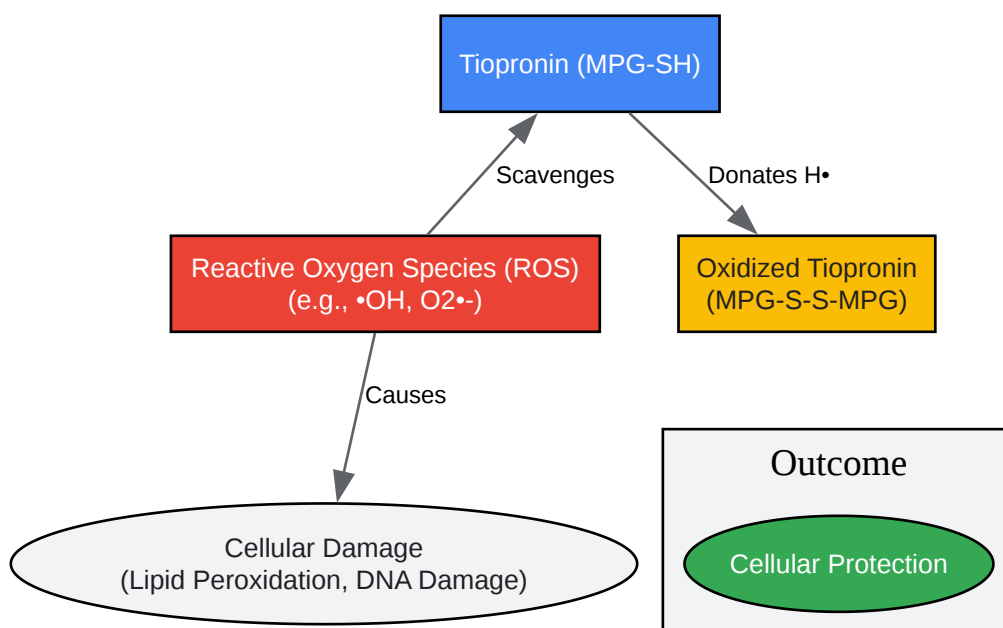 Tiopronin (MPG-SH)
Scavenges
Donates H•
Reactive Oxygen Species (ROS)
(e.g., •OH, O2•-)
Oxidized Tiopronin
(MPG-S-S-MPG)
Causes
Outcome
Cellular Damage
(Lipid Peroxidation, DNA Damage)
Cellular Protection